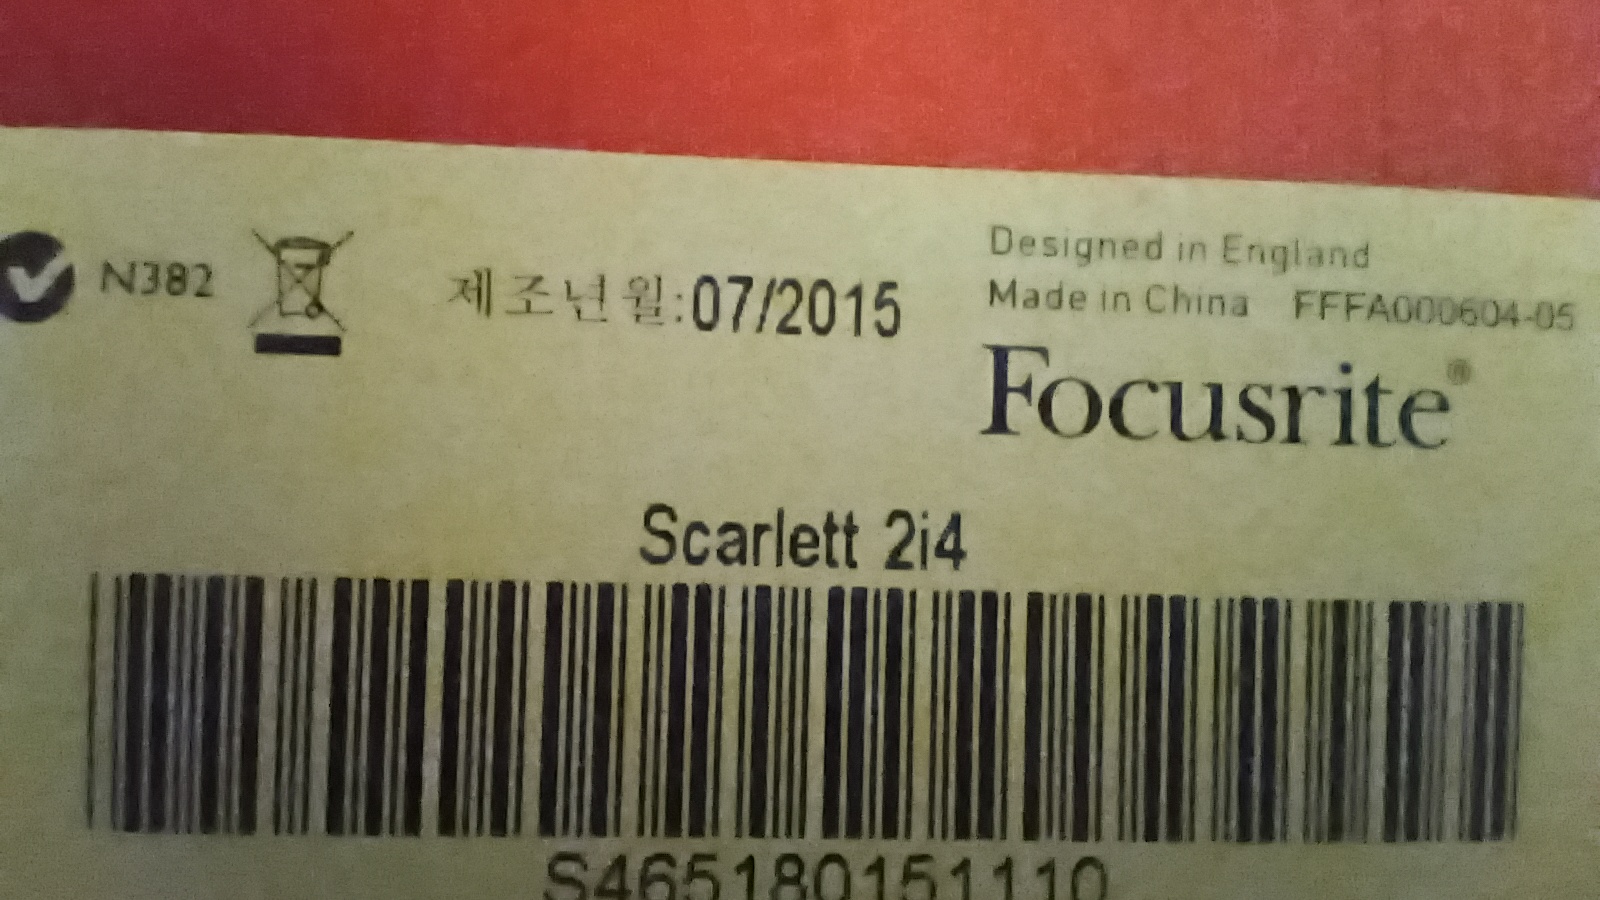 N382
제조년월:07/2015
Designed in England
Made in China FFFA000604-05
Focusrite®
Scarlett 2i4
S465180151110